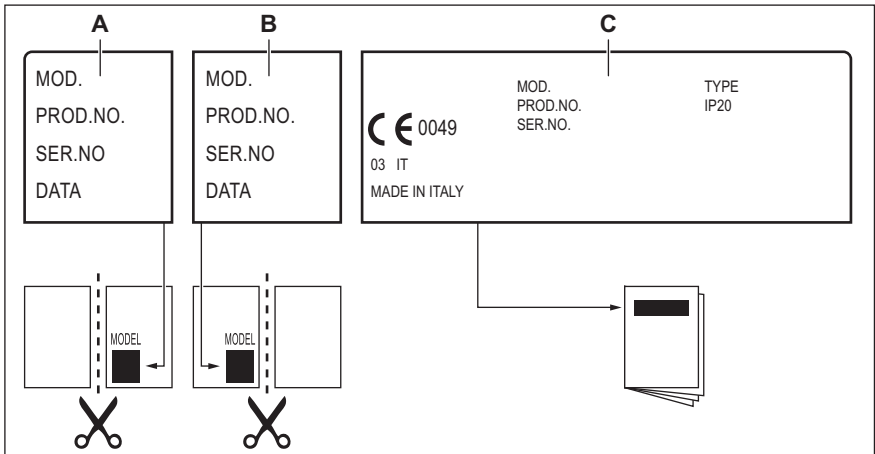 A
B
C
MOD.
PROD.NO.
SER.NO
DATA
MOD.
PROD.NO.
SER.NO
DATA
MOD.
PROD.NO.
SER.NO.
TYPE
IP20
CE 0049
03 IT
MADE IN ITALY
MODEL
MODEL